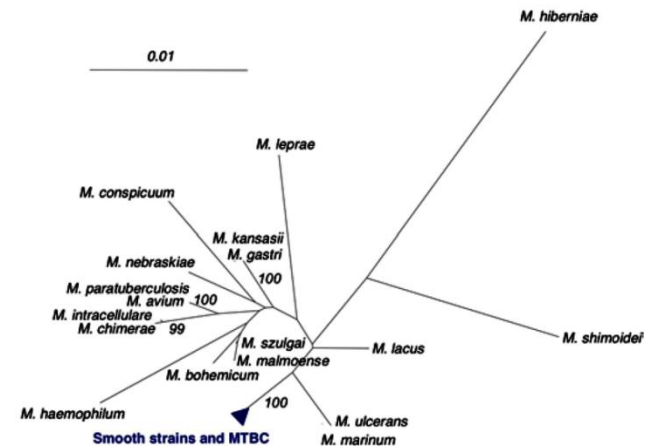 M. hiberniae
0.01
M. leprae
M. conspicuum
M. kansasii
M. gastri
100
M. nebraskiae
M. paratuberculosis
M. avium 100
M. intracellulare
M. chimerae 99
M. shimoidei
M. szulgai
M. lacus
M. malmoense
M. bohemicum
100
M. haemophilum
M. ulcerans
Smooth strains and MTBC
M. marinum